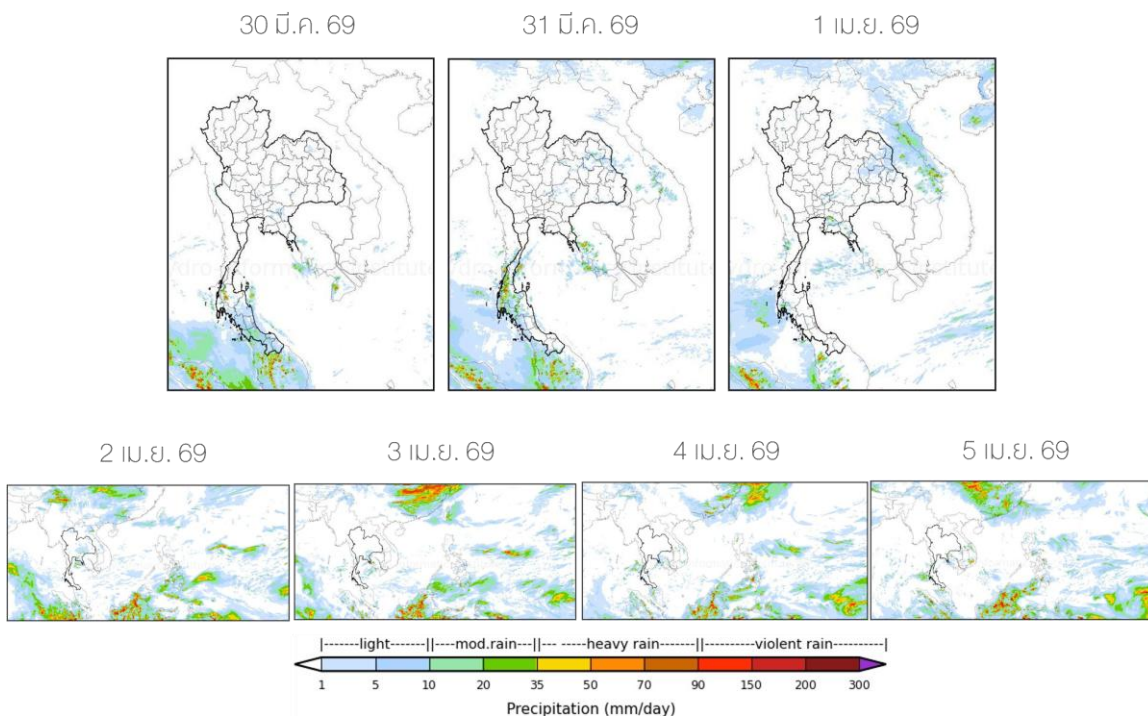 30 มี.ค. 69
31 มี.ค. 69
1 เม.ย. 69
2 เม.ย. 69
3 เม.ย. 69
4 เม.ย. 69
5 เม.ย. 69
|------light------||---mod.rain---||--- ------heavy rain------||-------violent rain-----------|
1 5 10 20 35 50 70 90 150 200 300
Precipitation (mm/day)